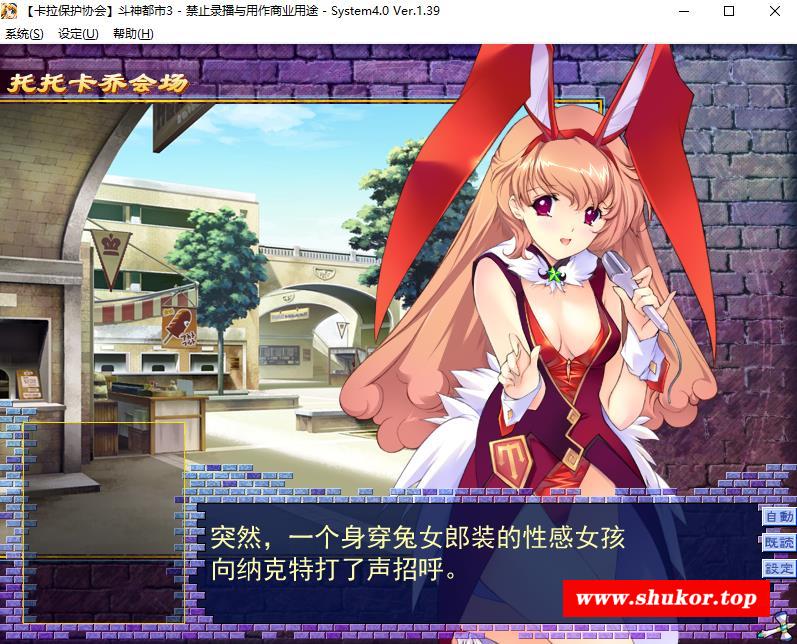 【卡拉保护协会】斗神都市3 - 禁止录播与用作商业用途 - System4.0 Ver.1.39
系统(S) 设定(U) 帮助(H)
托托卡乔会场
T
突然，一个身穿兔女郎装的性感女孩
向纳克特打了声招呼。
自動
既読
設定
www.shukor.top